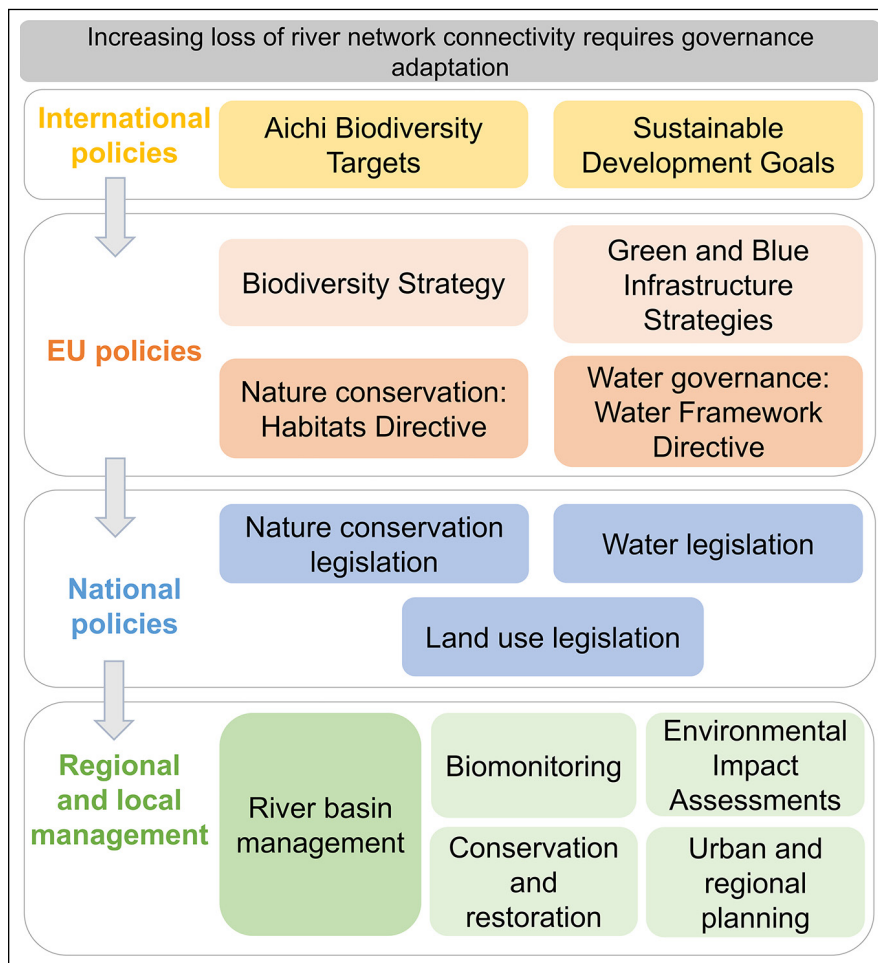 Increasing loss of river network connectivity requires governance
adaptation
International
policies
Aichi Biodiversity
Targets
Sustainable
Development Goals
EU policies
Biodiversity Strategy
Green and Blue
Infrastructure
Strategies
Nature conservation:
Habitats Directive
Water governance:
Water Framework
Directive
National
policies
Nature conservation
legislation
Water legislation
Land use legislation
Regional
and local
management
River basin
management
Biomonitoring
Environmental
Impact
Assessments
Conservation
and
restoration
Urban and
regional
planning